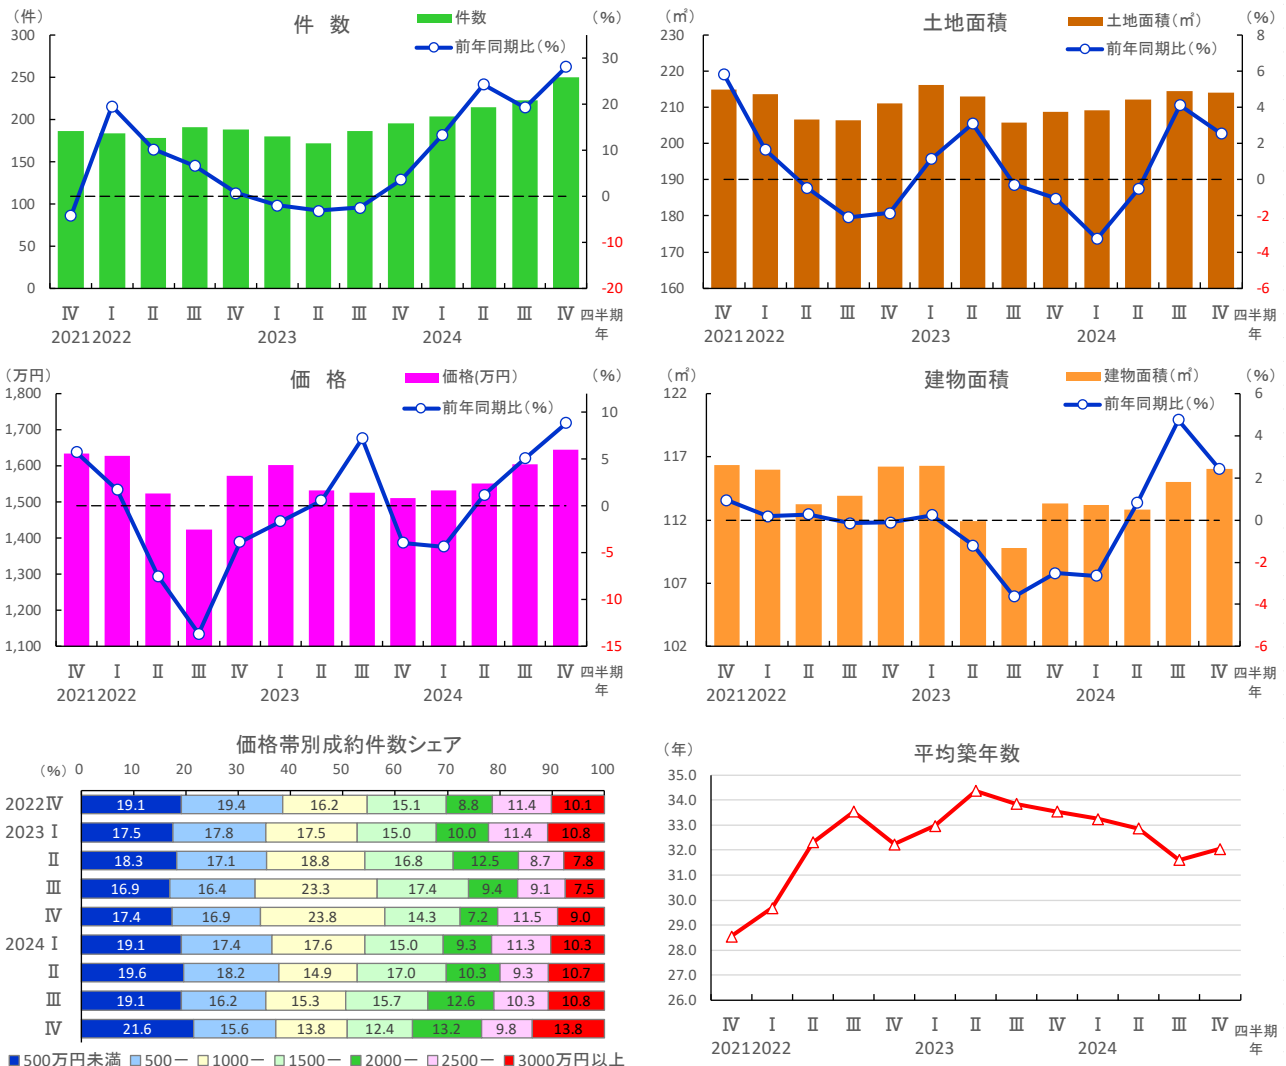 件　数
(件)
(%)
件数
前年同期比(%)
300
250
200
150
100
50
0
30
20
10
0
-10
-20
Ⅳ Ⅰ Ⅱ Ⅲ Ⅳ Ⅰ Ⅱ Ⅲ Ⅳ Ⅰ Ⅱ Ⅲ Ⅳ 四半期
2021 2022 2023 2024 年
土地面積
(㎡)
(%)
土地面積(㎡)
前年同期比(%)
230
220
210
200
190
180
170
160
8
6
4
2
0
-2
-4
-6
Ⅳ Ⅰ Ⅱ Ⅲ Ⅳ Ⅰ Ⅱ Ⅲ Ⅳ Ⅰ Ⅱ Ⅲ Ⅳ 四半期
2021 2022 2023 2024 年
価　格
(万円)
(%)
価格(万円)
前年同期比(%)
1,800
1,700
1,600
1,500
1,400
1,300
1,200
1,100
10
5
0
-5
-10
-15
Ⅳ Ⅰ Ⅱ Ⅲ Ⅳ Ⅰ Ⅱ Ⅲ Ⅳ Ⅰ Ⅱ Ⅲ Ⅳ 四半期
2021 2022 2023 2024 年
建物面積
(㎡)
(%)
建物面積(㎡)
前年同期比(%)
122
117
112
107
102
6
4
2
0
-2
-4
-6
Ⅳ Ⅰ Ⅱ Ⅲ Ⅳ Ⅰ Ⅱ Ⅲ Ⅳ Ⅰ Ⅱ Ⅲ Ⅳ 四半期
2021 2022 2023 2024 年
価格帯別成約件数シェア
(%) 0 10 20 30 40 50 60 70 80 90 100
2022Ⅳ 19.1 19.4 16.2 15.1 8.8 11.4 10.1
2023 Ⅰ 17.5 17.8 17.5 15.0 10.0 11.4 10.8
Ⅱ 18.3 17.1 18.8 16.8 12.5 8.7 7.8
Ⅲ 16.9 16.4 23.3 17.4 9.4 9.1 7.5
Ⅳ 17.4 16.9 23.8 14.3 7.2 11.5 9.0
2024 Ⅰ 19.1 17.4 17.6 15.0 9.3 11.3 10.3
Ⅱ 19.6 18.2 14.9 17.0 10.3 9.3 10.7
Ⅲ 19.1 16.2 15.3 15.7 12.6 10.3 10.8
Ⅳ 21.6 15.6 13.8 12.4 13.2 9.8 13.8
500万円未満 500ー 1000ー 1500ー 2000ー 2500ー 3000万円以上
平均築年数
(年)
35.0
34.0
33.0
32.0
31.0
30.0
29.0
28.0
27.0
26.0
Ⅳ Ⅰ Ⅱ Ⅲ Ⅳ Ⅰ Ⅱ Ⅲ Ⅳ Ⅰ Ⅱ Ⅲ Ⅳ 四半期
2021 2022 2023 2024 年